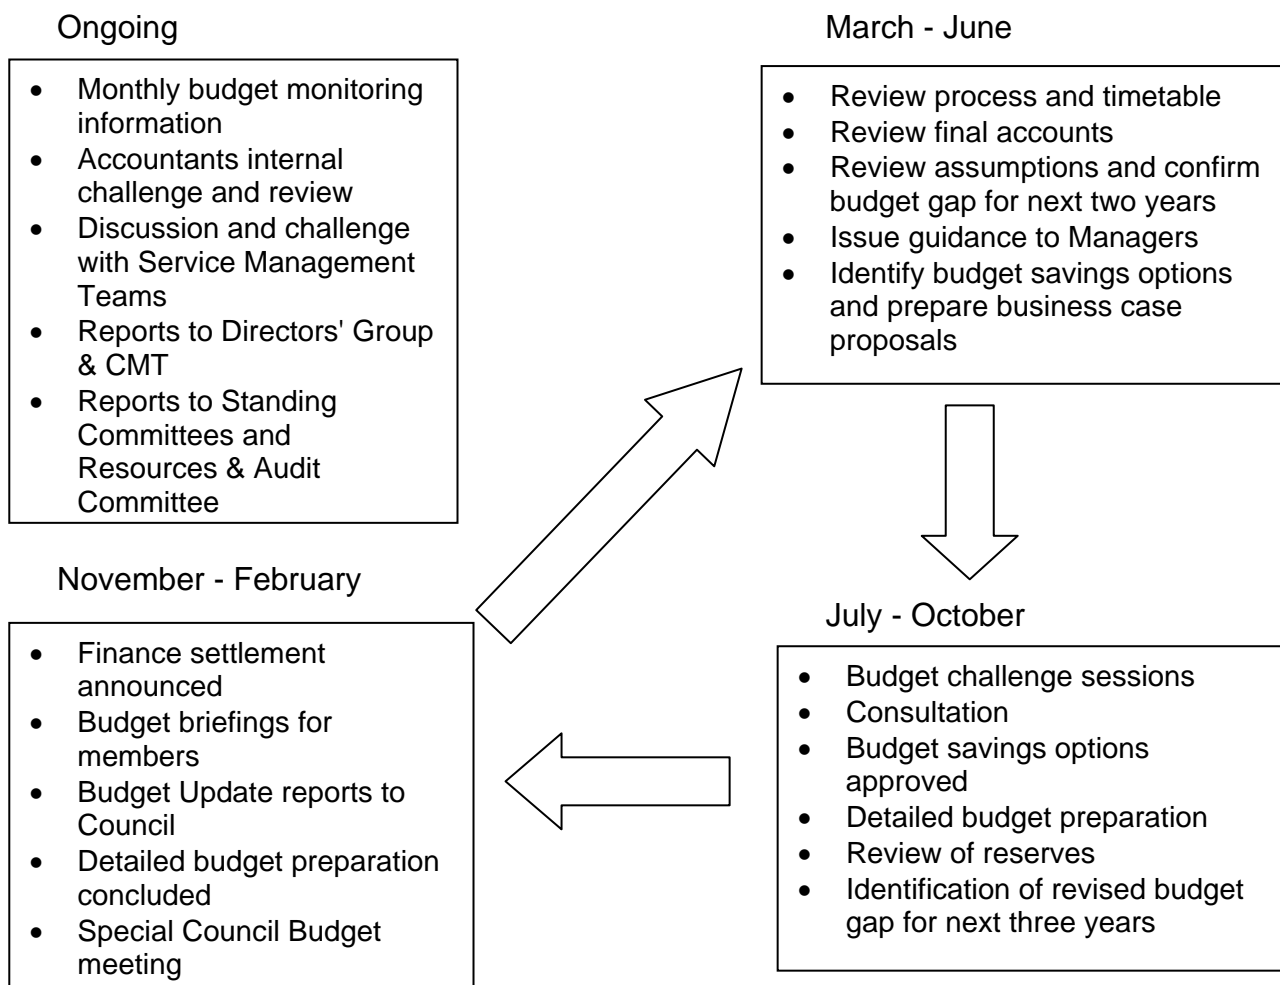 Ongoing
• Monthly budget monitoring
information
• Accountants internal
challenge and review
• Discussion and challenge
with Service Management
Teams
• Reports to Directors' Group
& CMT
• Reports to Standing
Committees and
Resources & Audit
Committee
March - June
• Review process and timetable
• Review final accounts
• Review assumptions and confirm
budget gap for next two years
• Issue guidance to Managers
• Identify budget savings options
and prepare business case
proposals
July - October
• Budget challenge sessions
• Consultation
• Budget savings options
approved
• Detailed budget preparation
• Review of reserves
• Identification of revised budget
gap for next three years
November - February
• Finance settlement
announced
• Budget briefings for
members
• Budget Update reports to
Council
• Detailed budget preparation
concluded
• Special Council Budget
meeting